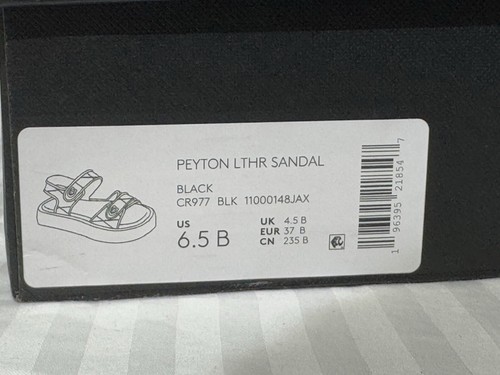 PEYTON LTHR SANDAL
BLACK
CR977 BLK 11000148JAX
US
6.5 B
UK 4.5 B
EUR 37 B
CN 235 B
1 96395 21854 7